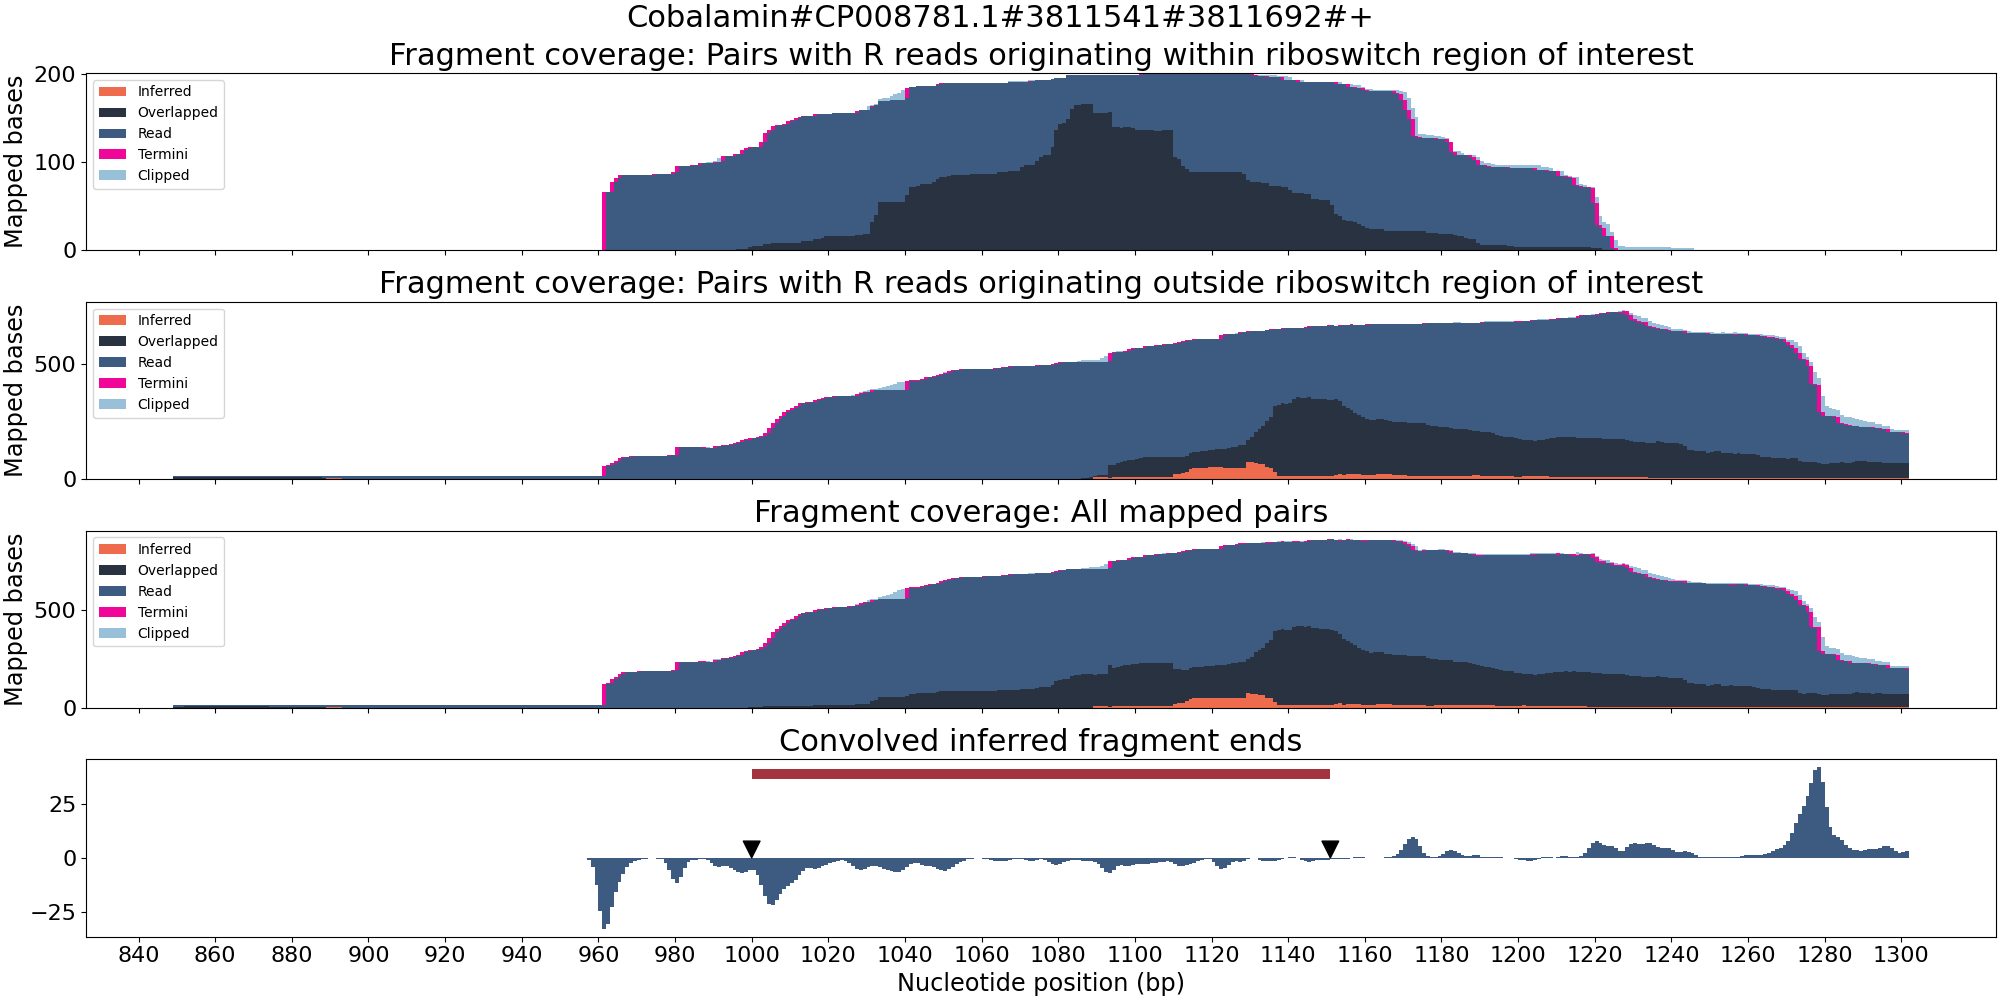 Cobalamin#CP008781.1#3811541#3811692#+
Fragment coverage: Pairs with R reads originating within riboswitch region of interest
Mapped bases
200
100
0
Inferred
Overlapped
Read
Termini
Clipped
Fragment coverage: Pairs with R reads originating outside riboswitch region of interest
Mapped bases
500
0
Inferred
Overlapped
Read
Termini
Clipped
Fragment coverage: All mapped pairs
Mapped bases
500
0
Inferred
Overlapped
Read
Termini
Clipped
Convolved inferred fragment ends
25
0
−25
840 860 880 900 920 940 960 980 1000 1020 1040 1060 1080 1100 1120 1140 1160 1180 1200 1220 1240 1260 1280 1300
Nucleotide position (bp)